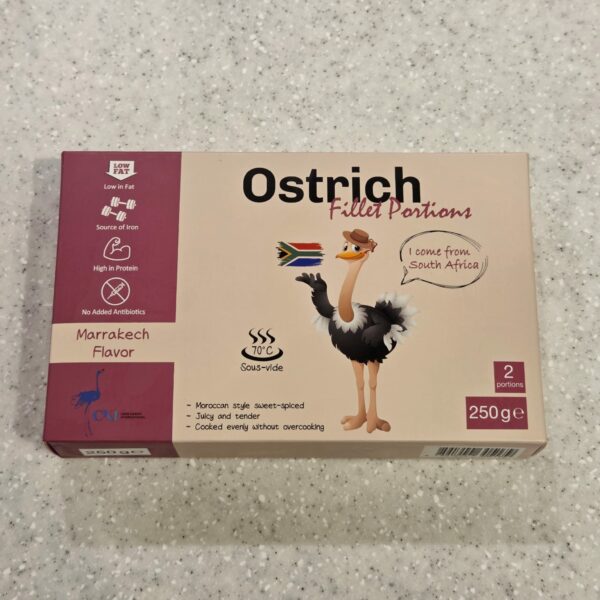 LOW
FAT
Low in Fat
Source of Iron
High in Protein
No Added Antibiotics
Marrakech
Flavor
Ostrich
Fillet Portions
I come from
South Africa
70°C
Sous-vide
- Moroccan style sweet-spiced
- Juicy and tender
- Cooked evenly without overcooking
2
portions
250g℮
250g℮